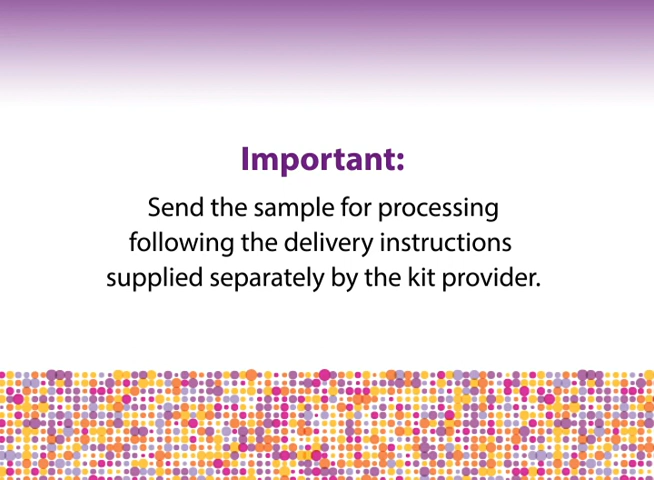 Important:
Send the sample for processing
following the delivery instructions
supplied separately by the kit provider.